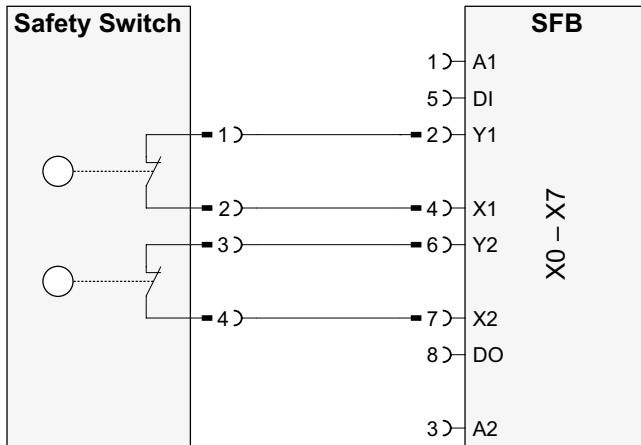 Safety Switch
SFB
1 A1
5 DI
1 2 Y1
2 4 X1
3 6 Y2
4 7 X2
8 DO
3 A2
X0 – X7